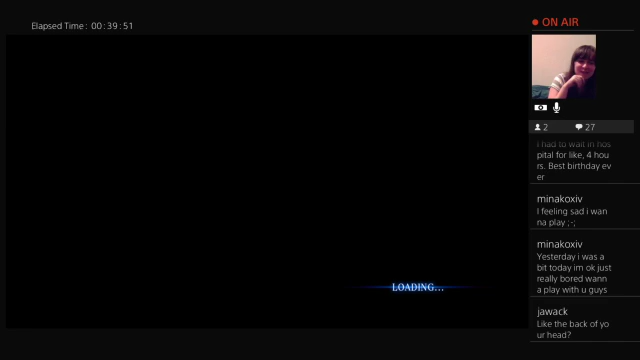 Elapsed Time : 00 : 39 : 51
ON AIR
2
27
I had to wait in hos
pital for like, 4 hou
rs. Best birthday ev
er
minakoxiv
I feeling sad i wan
na play ;-;
minakoxiv
Yesterday i was a
bit today im ok just
really bored wann
a play with u guys
jawack
Like the back of yo
ur head?
LOADING...